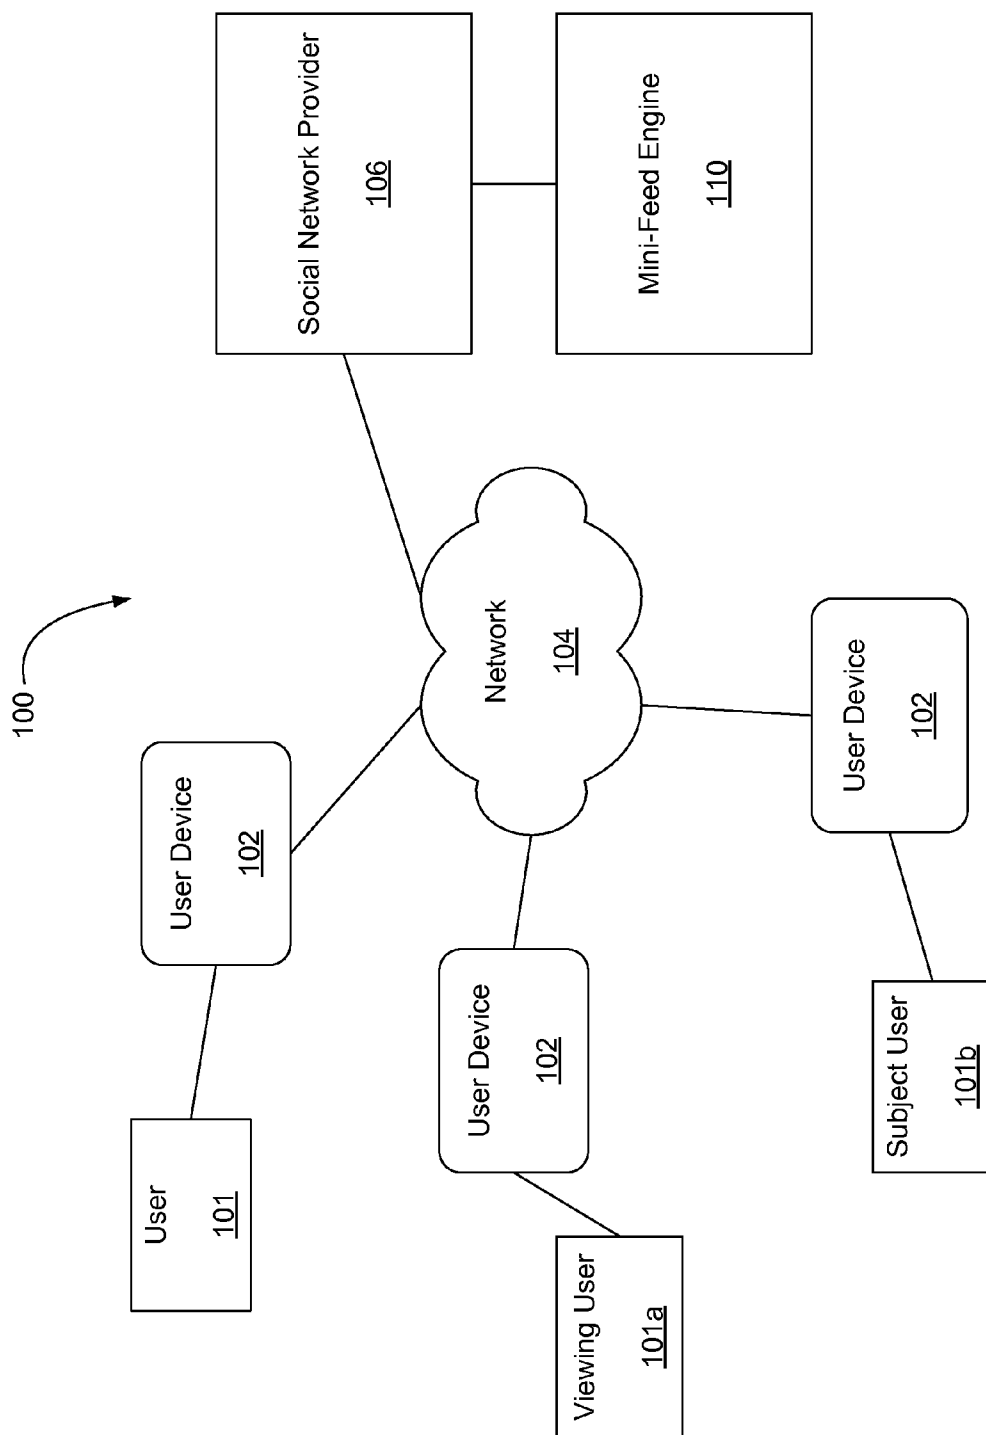 100
User
101
User Device
102
Viewing User
101a
User Device
102
Subject User
101b
User Device
102
Network
104
Social Network Provider
106
Mini-Feed Engine
110